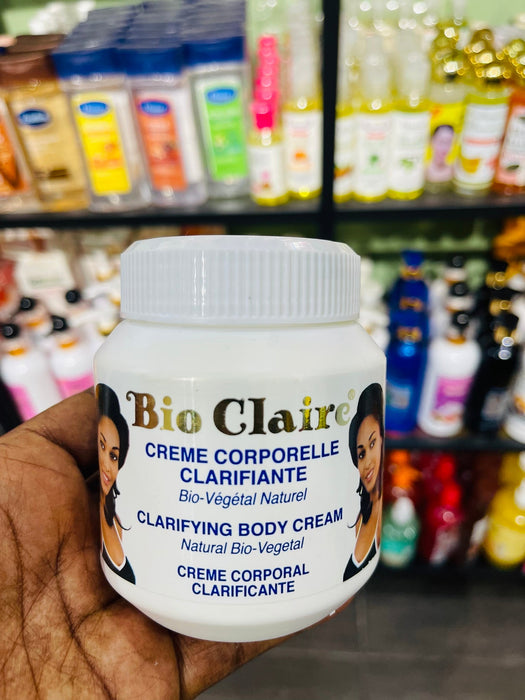 Bio Claire
CREME CORPORELLE
CLARIFIANTE
Bio-Végétal Naturel
CLARIFYING BODY CREAM
Natural Bio-Vegetal
CREME CORPORAL
CLARIFICANTE